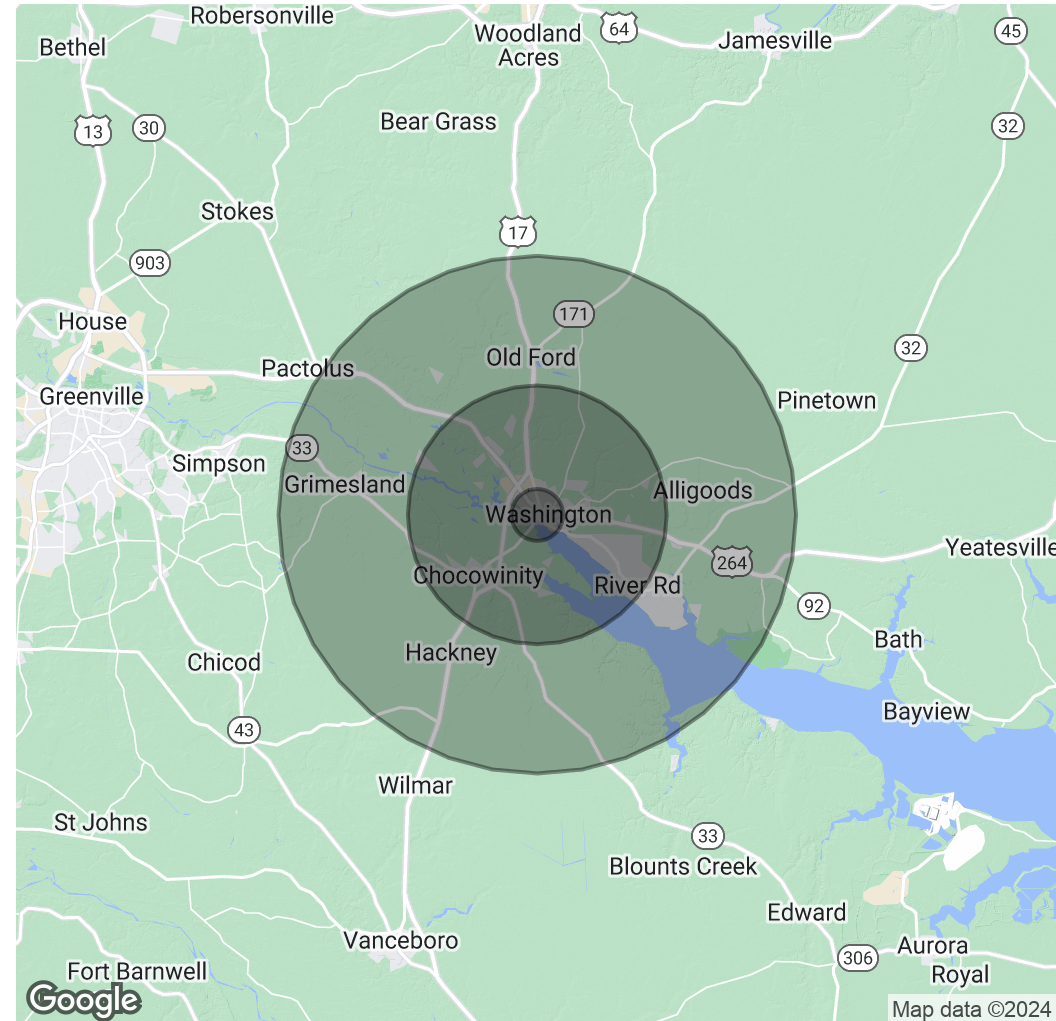 Robersonville
Bethel
Woodland
Acres
64
Jamesville
45
13
30
Bear Grass
32
Stokes
17
903
House
171
Old Ford
32
Pactolus
Greenville
Pinetown
33
Simpson
Grimesland
Alligoods
Washington
Yeatesville
264
Chocowinity
River Rd
92
Hackney
Bath
Chicod
Bayview
43
Wilmar
St Johns
33
Blounts Creek
Edward
Vanceboro
Aurora
306
Royal
Fort Barnwell
Google
Map data ©2024